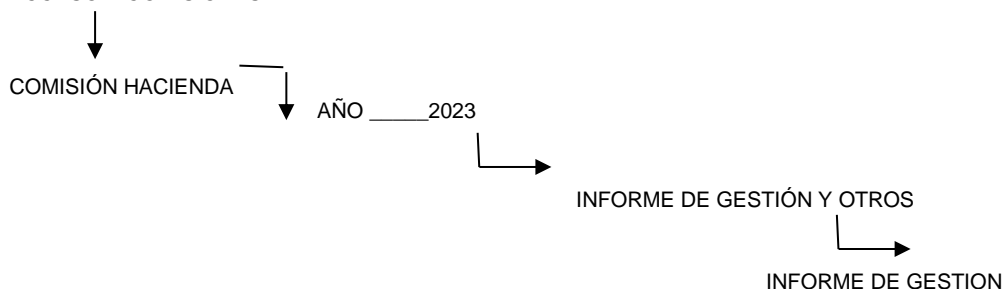 COMISIÓN HACIENDA
AÑO _____2023
INFORME DE GESTIÓN Y OTROS
INFORME DE GESTION